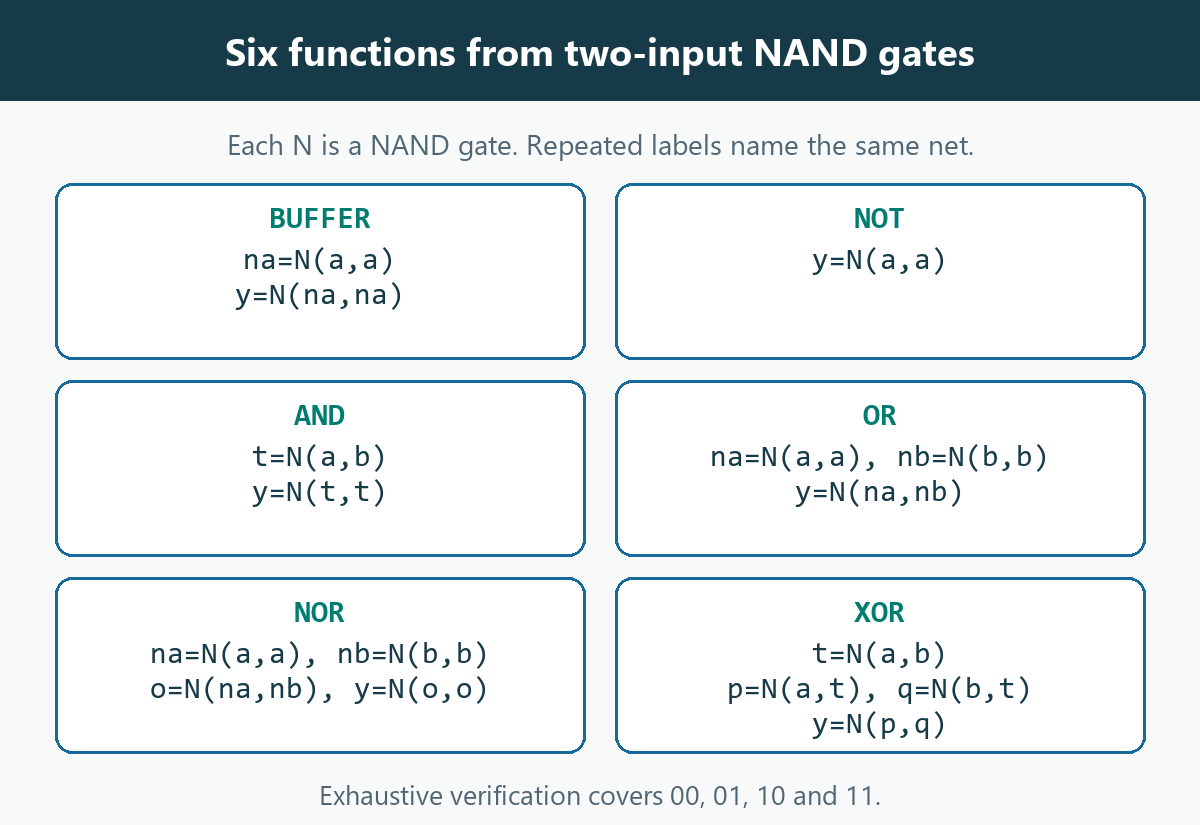 Six functions from two-input NAND gates
Each N is a NAND gate. Repeated labels name the same net.
BUFFER
na=N(a,a)
y=N(na,na)
NOT
y=N(a,a)
AND
t=N(a,b)
y=N(t,t)
OR
na=N(a,a), nb=N(b,b)
y=N(na,nb)
NOR
na=N(a,a), nb=N(b,b)
o=N(na,nb), y=N(o,o)
XOR
t=N(a,b)
p=N(a,t), q=N(b,t)
y=N(p,q)
Exhaustive verification covers 00, 01, 10 and 11.